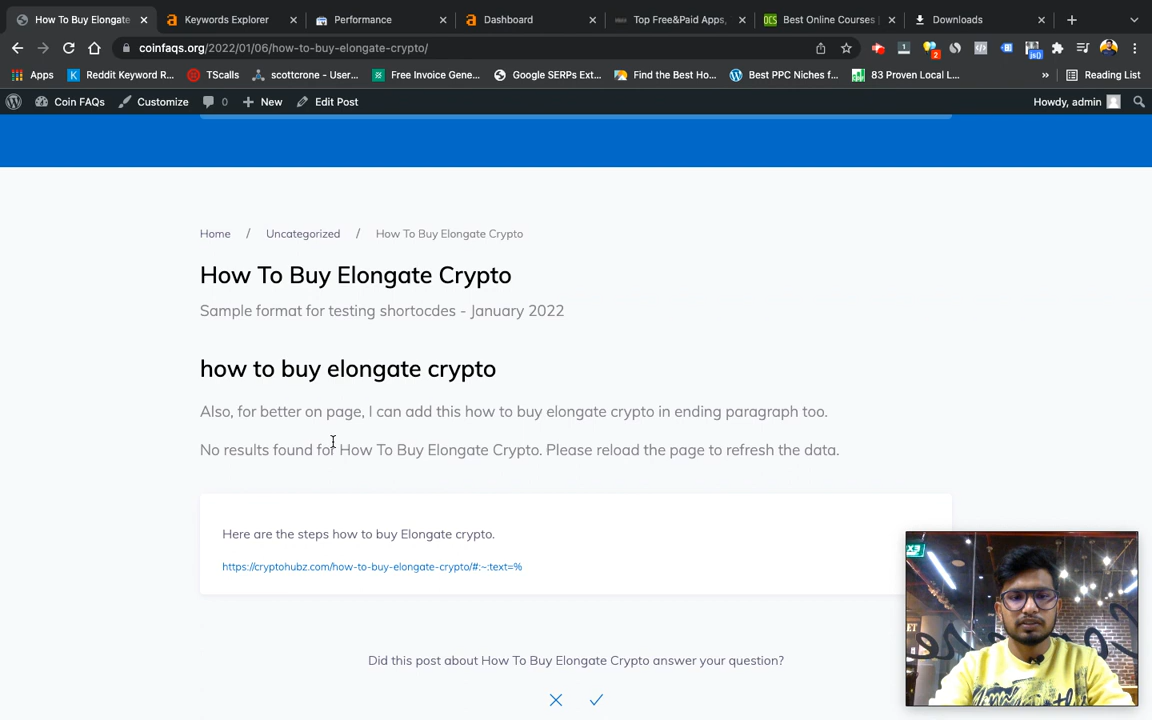 How To Buy Elongate
Keywords Explorer
Performance
Dashboard
Top Free&Paid Apps,
Best Online Courses
Downloads
coinfaqs.org/2022/01/06/how-to-buy-elongate-crypto/
Apps
Reddit Keyword R...
TScalls
scottcrone - User...
Free Invoice Gene...
Google SERPs Ext...
Find the Best Ho...
Best PPC Niches f...
83 Proven Local L...
»
Reading List
Coin FAQs
Customize
0
New
Edit Post
Howdy, admin
Home / Uncategorized / How To Buy Elongate Crypto
How To Buy Elongate Crypto
Sample format for testing shortocdes - January 2022
how to buy elongate crypto
Also, for better on page, I can add this how to buy elongate crypto in ending paragraph too.
No results found for How To Buy Elongate Crypto. Please reload the page to refresh the data.
Here are the steps how to buy Elongate crypto.
https://cryptohubz.com/how-to-buy-elongate-crypto/#:~:text=%
Did this post about How To Buy Elongate Crypto answer your question?